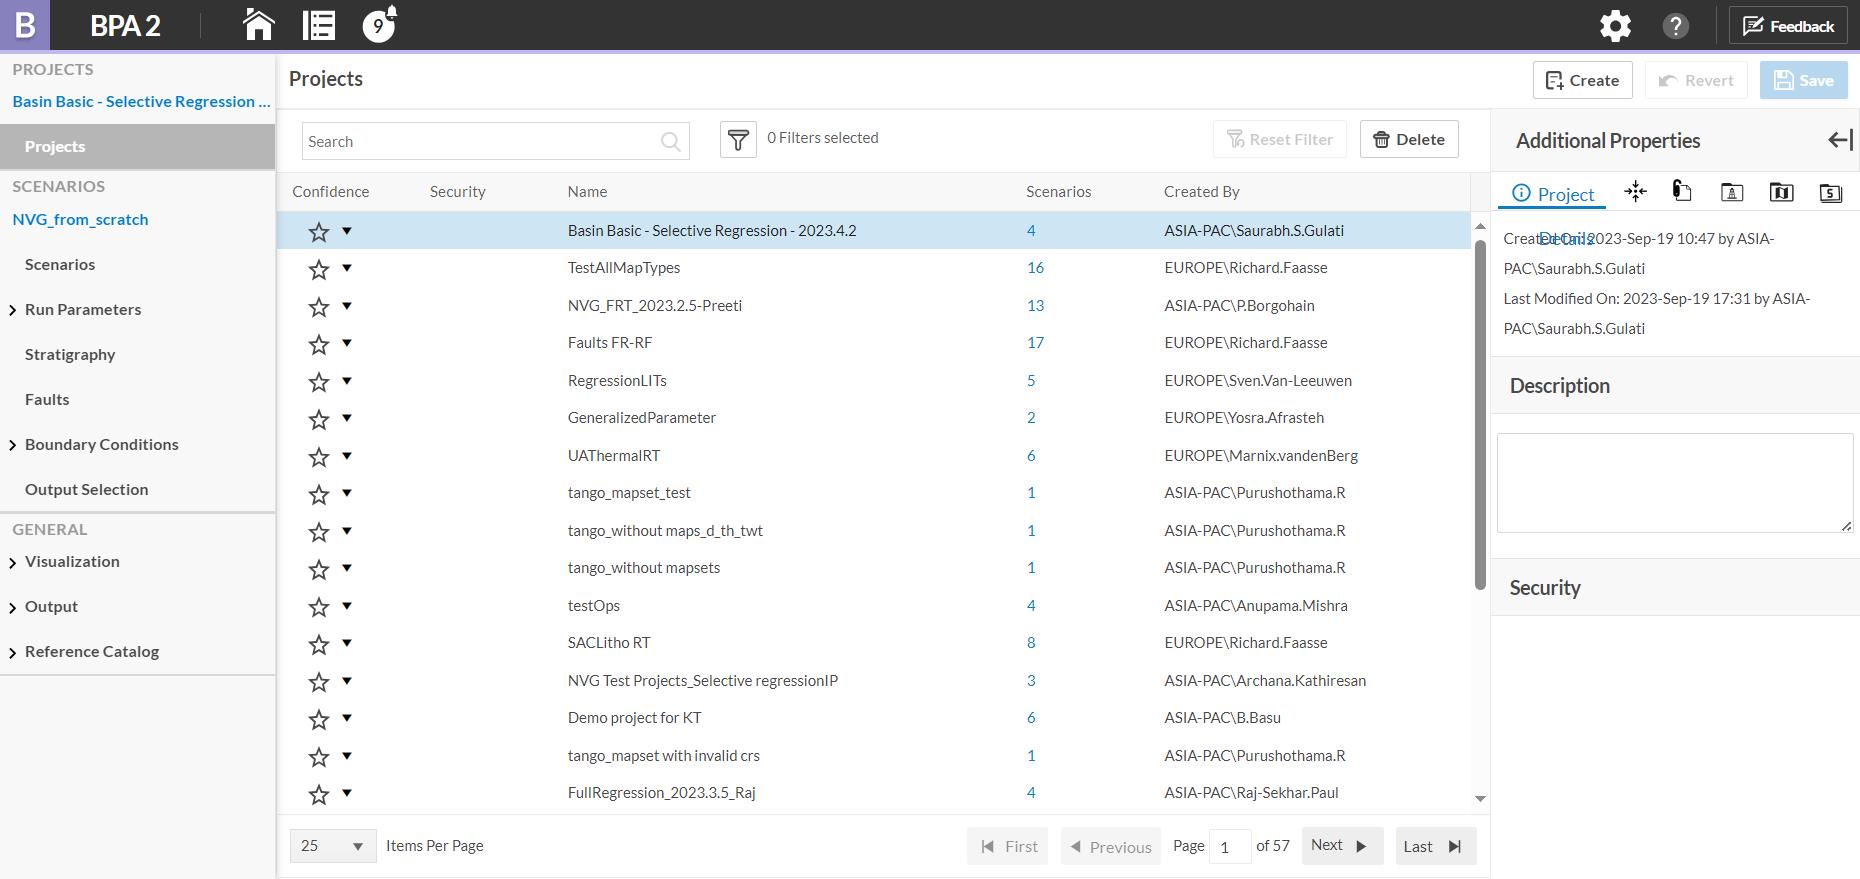 B BPA 2 9 ? Feedback
PROJECTS
Basin Basic - Selective Regression ...
Projects
SCENARIOS
NVG_from_scratch
Scenarios
Run Parameters
Stratigraphy
Faults
Boundary Conditions
Output Selection
GENERAL
Visualization
Output
Reference Catalog
Projects Create Revert Save
Search 0 Filters selected Reset Filter Delete
Confidence Security Name Scenarios Created By
Basin Basic - Selective Regression - 2023.4.2 4 ASIA-PAC\Saurabh.S.Gulati
TestAllMapTypes 16 EUROPE\Richard.Faasse
NVG_FRT_2023.2.5-Preeti 13 ASIA-PAC\P.Borgohain
Faults FR-RF 17 EUROPE\Richard.Faasse
RegressionLITs 5 EUROPE\Sven.Van-Leeuwen
GeneralizedParameter 2 EUROPE\Yosra.Afrasteh
UAThermalRT 6 EUROPE\Marnix.vandenBerg
tango_mapset_test 1 ASIA-PAC\Purushothama.R
tango_without maps_d_th_twt 1 ASIA-PAC\Purushothama.R
tango_without mapsets 1 ASIA-PAC\Purushothama.R
testOps 4 ASIA-PAC\Anupama.Mishra
SACLitho RT 8 EUROPE\Richard.Faasse
NVG Test Projects_Selective regressionIP 3 ASIA-PAC\Archana.Kathiresan
Demo project for KT 6 ASIA-PAC\B.Basu
tango_mapset with invalid crs 1 ASIA-PAC\Purushothama.R
FullRegression_2023.3.5_Raj 4 ASIA-PAC\Raj-Sekhar.Paul
25 Items Per Page First Previous Page 1 of 57 Next Last
Additional Properties
Project Details
Created On: 2023-Sep-19 10:47 by ASIA-
PAC\Saurabh.S.Gulati
Last Modified On: 2023-Sep-19 17:31 by ASIA-
PAC\Saurabh.S.Gulati
Description
Security